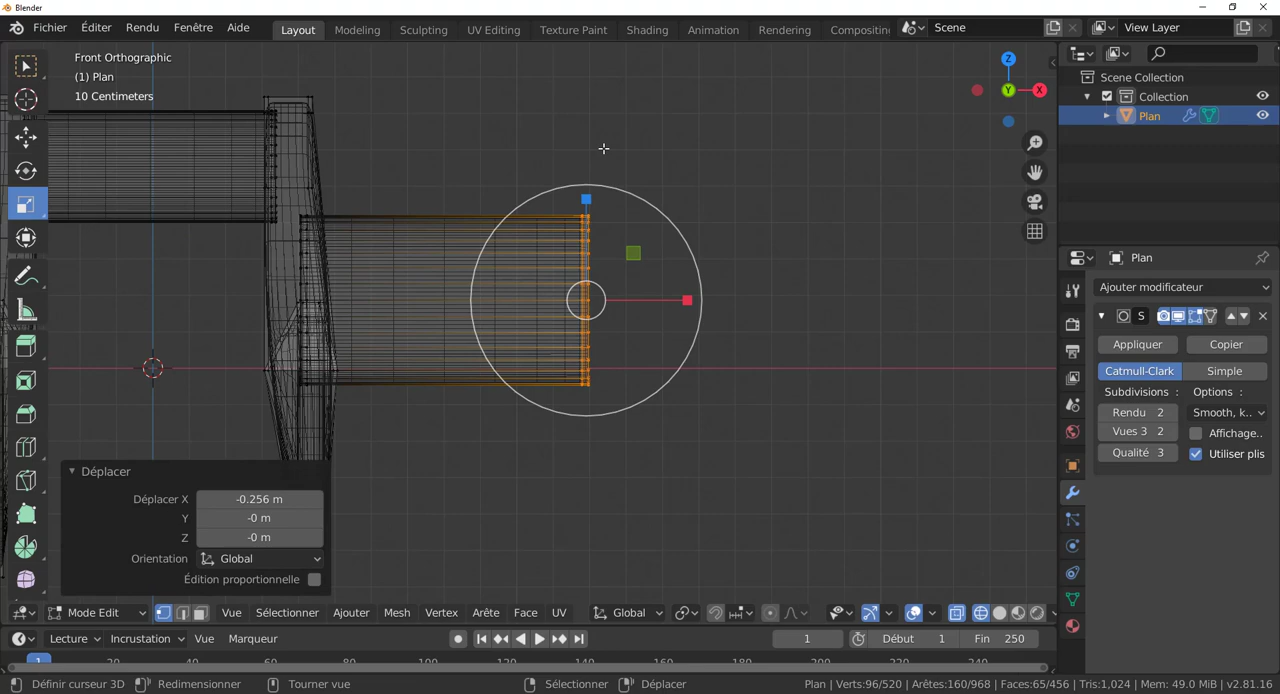 Blender
Fichier Éditer Rendu Fenêtre Aide
Layout Modeling Sculpting UV Editing Texture Paint Shading Animation Rendering Compositing
Scene
View Layer
Front Orthographic
(1) Plan
10 Centimeters
Z
Y
X
Scene Collection
Collection
Plan
Plan
Ajouter modificateur
S
Appliquer Copier
Catmull-Clark Simple
Subdivisions : Options :
Rendu 2 Smooth, k..
Vues 3 2 Affichage..
Qualité 3 Utiliser plis
Déplacer
Déplacer X -0.256 m
Y -0 m
Z -0 m
Orientation Global
Édition proportionnelle
Mode Edit Vue Sélectionner Ajouter Mesh Vertex Arête Face UV Global
Lecture Incrustation Vue Marqueur 1 Début 1 Fin 250
1 20 40 60 80 100 120 140 160 180 200 220 240
Définir curseur 3D Redimensionner Tourner vue Sélectionner Déplacer Plan | Verts:96/520 | Arêtes:160/968 | Faces:65/456 | Tris:1,024 | Mem: 49.0 MiB | v2.81.16